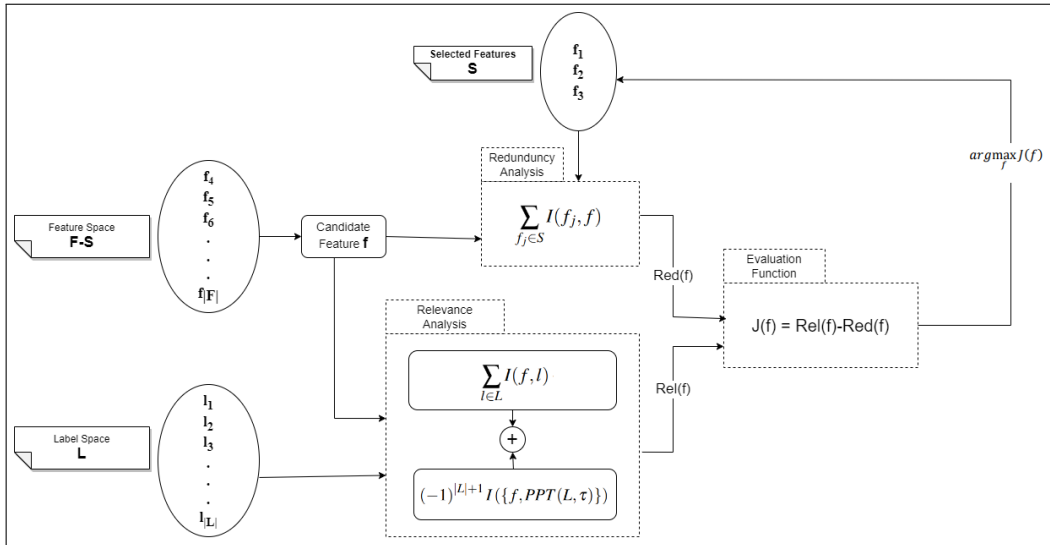 Selected Features
S
f1
f2
f3
argmax J(f)
f
Redunduncy
Analysis
∑ I(fj, f)
fj∈S
Feature Space
F-S
f4
f5
f6
.
.
.
.
f|F|
Candidate
Feature f
Red(f)
Evaluation
Function
J(f) = Rel(f)-Red(f)
Relevance
Analysis
∑ I(f, l)
l∈L
+
(−1)^|L|+1 I({f, PPT(L, τ)})
Rel(f)
Label Space
L
l1
l2
l3
.
.
.
.
l|L|